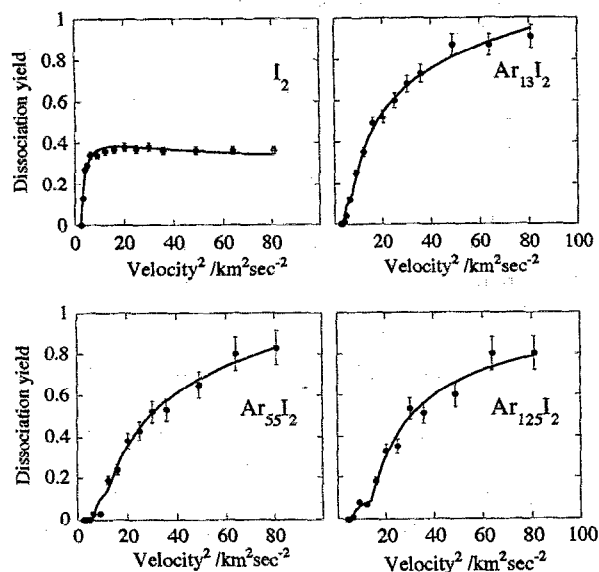 Dissociation yield
1
0.8
0.6
0.4
0.2
0
I2
0 20 40 60 80
Velocity² /km²sec⁻²
Ar13I2
0 20 40 60 80 100
Velocity² /km²sec⁻²
Dissociation yield
1
0.8
0.6
0.4
0.2
0
Ar55I2
0 20 40 60 80
Velocity² /km²sec⁻²
Ar125I2
0 20 40 60 80 100
Velocity² /km²sec⁻²